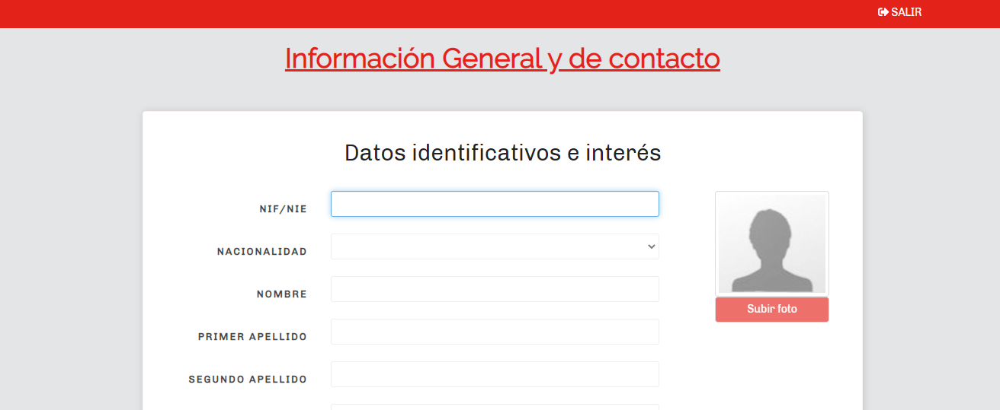 SALIR
Información General y de contacto
Datos identificativos e interés
NIF/NIE
NACIONALIDAD
NOMBRE
Subir foto
PRIMER APELLIDO
SEGUNDO APELLIDO